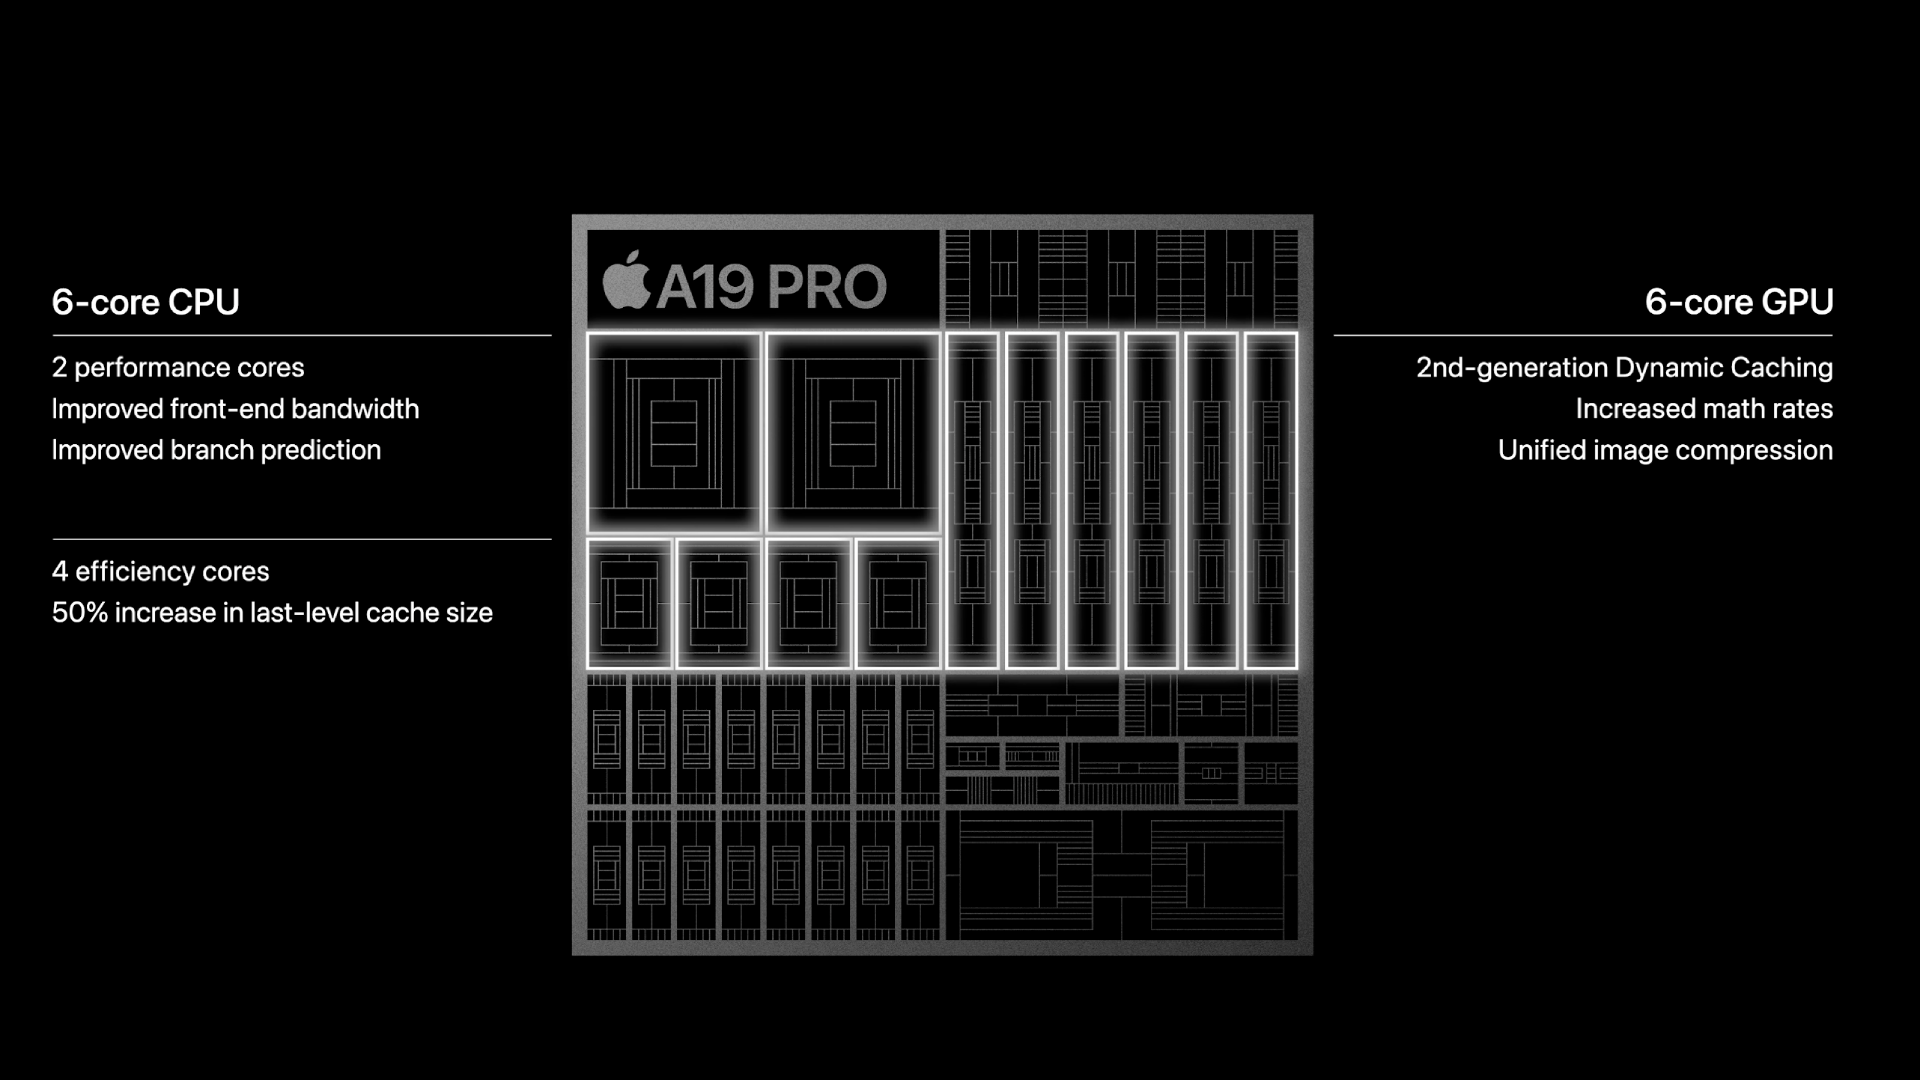 A19 PRO
6-core CPU
2 performance cores
Improved front-end bandwidth
Improved branch prediction
4 efficiency cores
50% increase in last-level cache size
6-core GPU
2nd-generation Dynamic Caching
Increased math rates
Unified image compression